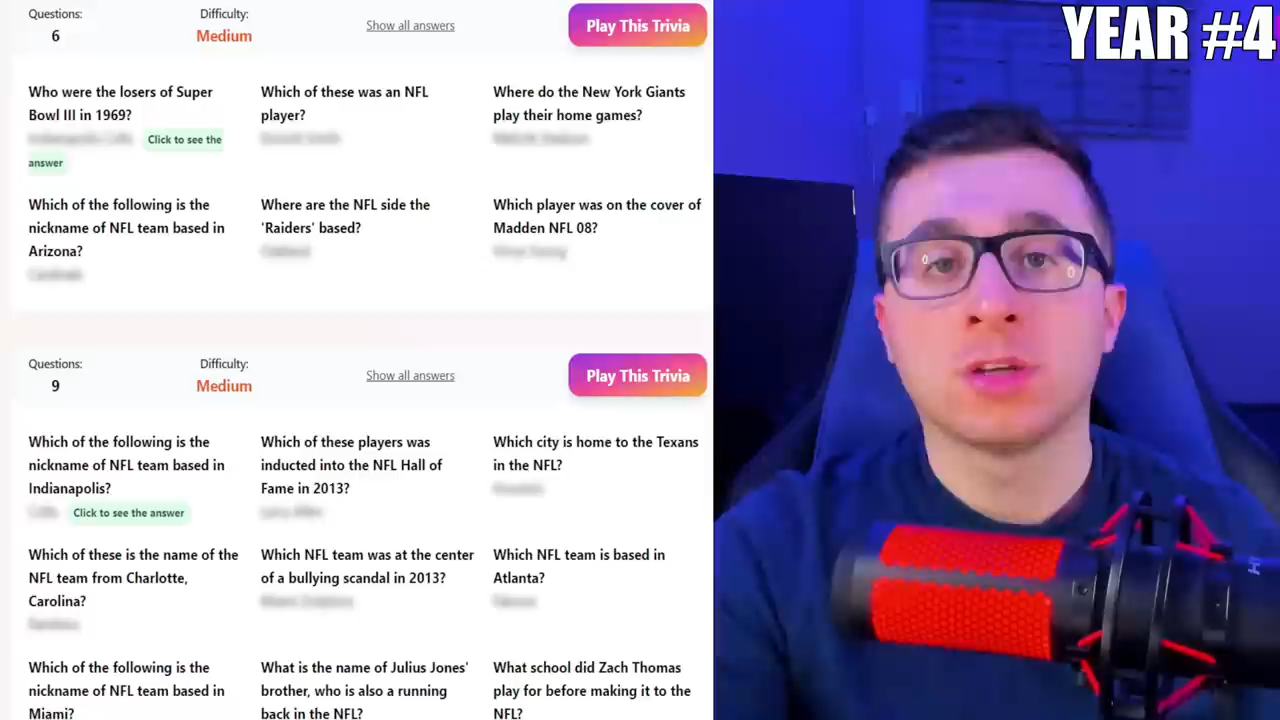 YEAR #4
Questions:
6
Difficulty:
Medium
Show all answers
Play This Trivia
Who were the losers of Super
Bowl III in 1969?
Click to see the
answer
Which of these was an NFL
player?
Where do the New York Giants
play their home games?
Which of the following is the
nickname of NFL team based in
Arizona?
Where are the NFL side the
'Raiders' based?
Which player was on the cover of
Madden NFL 08?
Questions:
9
Difficulty:
Medium
Show all answers
Play This Trivia
Which of the following is the
nickname of NFL team based in
Indianapolis?
Click to see the answer
Which of these players was
inducted into the NFL Hall of
Fame in 2013?
Which city is home to the Texans
in the NFL?
Which of these is the name of the
NFL team from Charlotte,
Carolina?
Which NFL team was at the center
of a bullying scandal in 2013?
Which NFL team is based in
Atlanta?
Which of the following is the
nickname of NFL team based in
Miami?
What is the name of Julius Jones'
brother, who is also a running
back in the NFL?
What school did Zach Thomas
play for before making it to the
NFL?